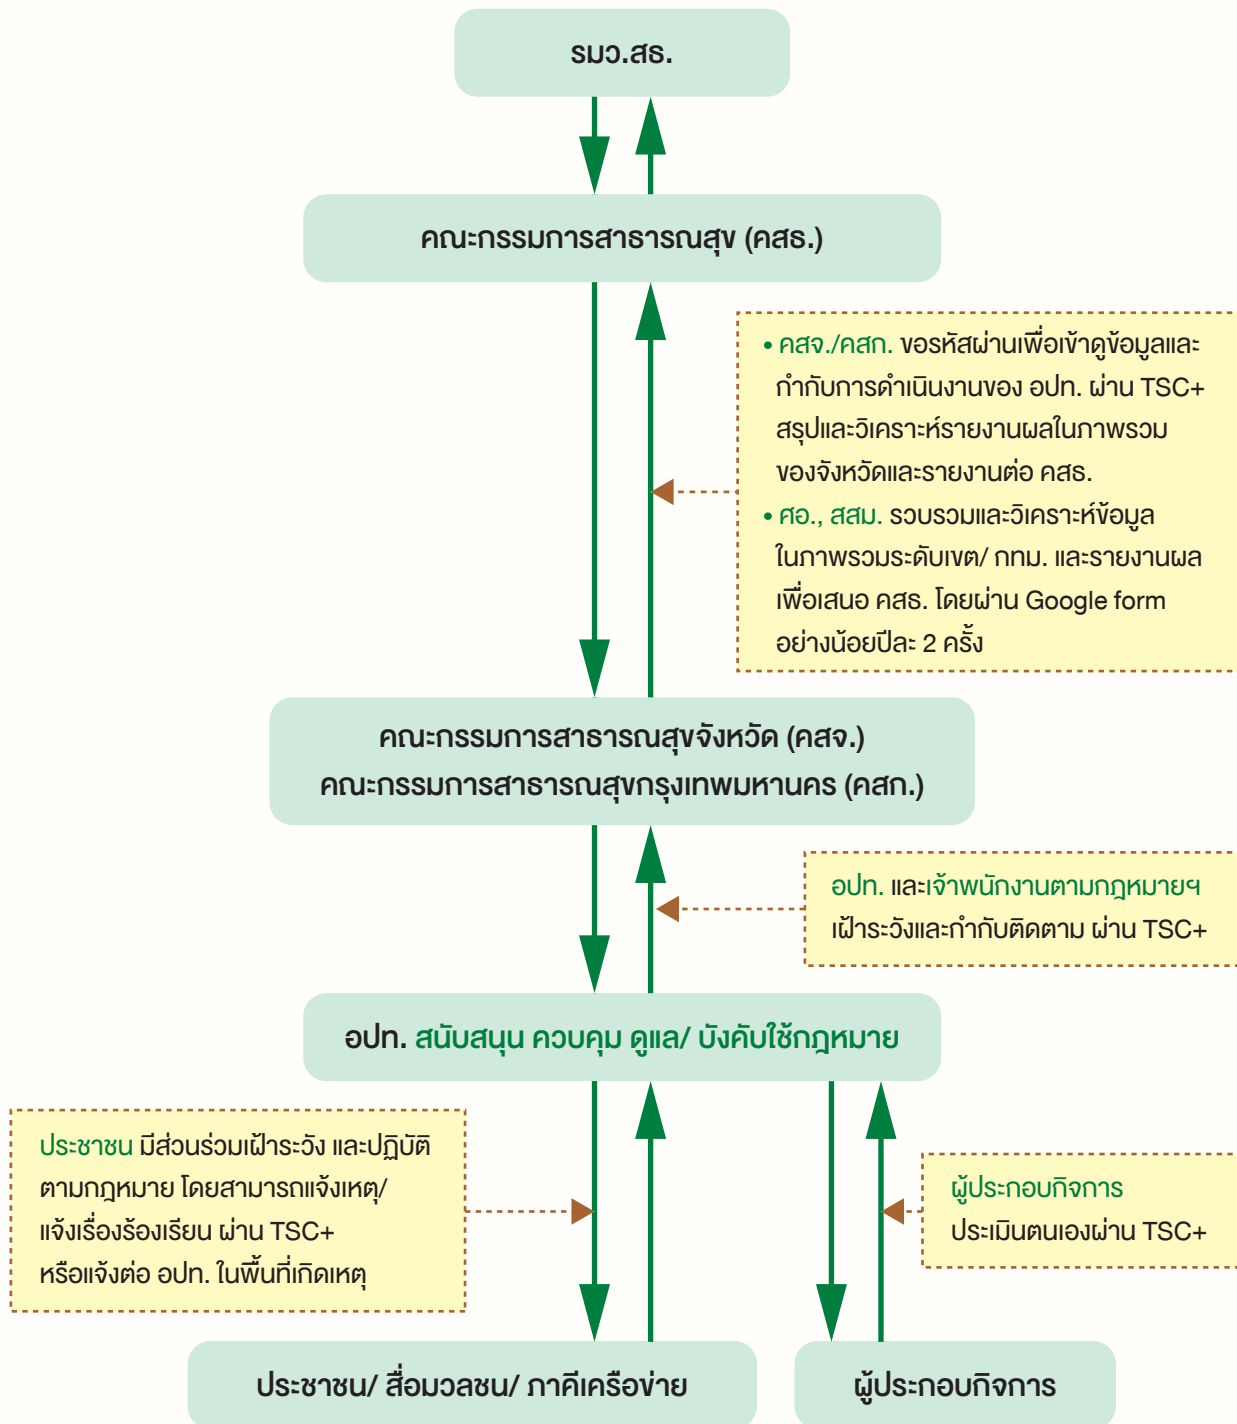 รมว.สธ.
คณะกรรมการสาธารณสุข (คสธ.)
• คสจ./คสก. ขอรหัสผ่านเพื่อเข้าดูข้อมูลและ
กำกับการดำเนินงานของ อปท. ผ่าน TSC+
สรุปและวิเคราะห์รายงานผลในภาพรวม
ของจังหวัดและรายงานต่อ คสธ.
• ศอ., สสม. รวบรวมและวิเคราะห์ข้อมูล
ในภาพรวมระดับเขต/ กทม. และรายงานผล
เพื่อเสนอ คสธ. โดยผ่าน Google form
อย่างน้อยปีละ 2 ครั้ง
คณะกรรมการสาธารณสุขจังหวัด (คสจ.)
คณะกรรมการสาธารณสุขกรุงเทพมหานคร (คสก.)
อปท. และเจ้าพนักงานตามกฎหมายฯ
เฝ้าระวังและกำกับติดตาม ผ่าน TSC+
อปท. สนับสนุน ควบคุม ดูแล/ บังคับใช้กฎหมาย
ประชาชน มีส่วนร่วมเฝ้าระวัง และปฏิบัติ
ตามกฎหมาย โดยสามารถแจ้งเหตุ/
แจ้งเรื่องร้องเรียน ผ่าน TSC+
หรือแจ้งต่อ อปท. ในพื้นที่เกิดเหตุ
ผู้ประกอบกิจการ
ประเมินตนเองผ่าน TSC+
ประชาชน/ สื่อมวลชน/ ภาคีเครือข่าย
ผู้ประกอบกิจการ